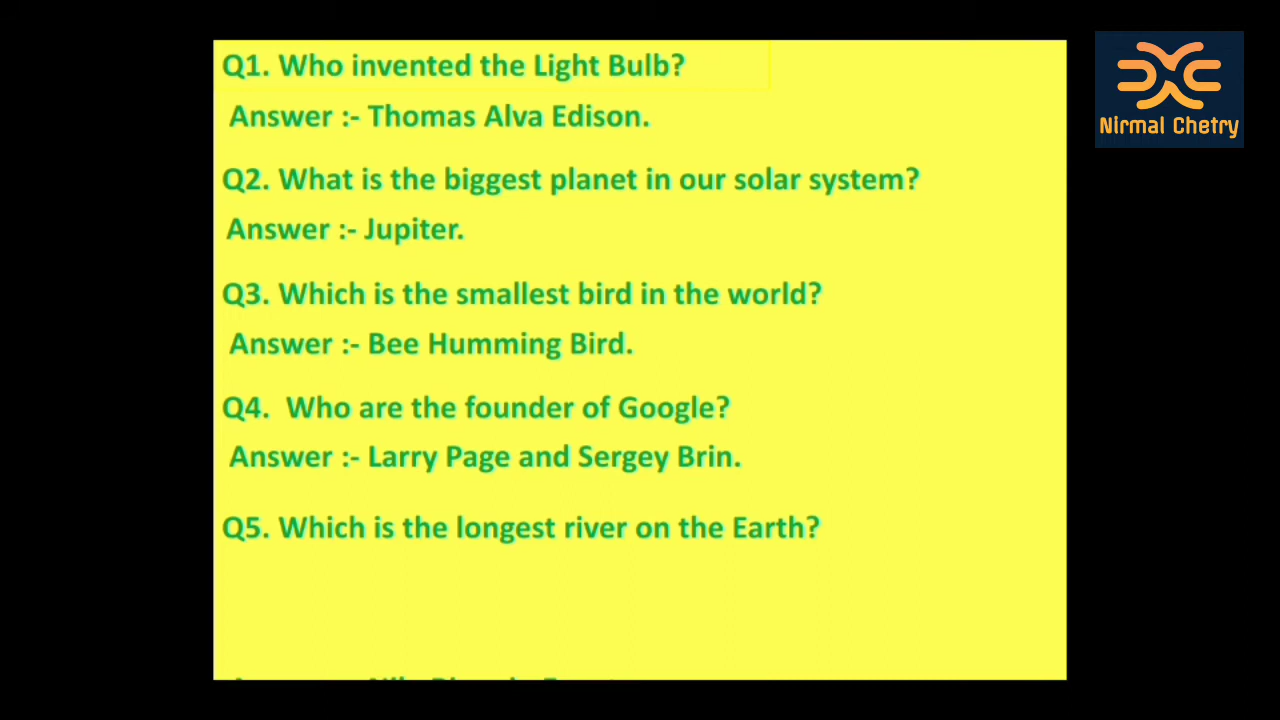 Q1. Who invented the Light Bulb?
Answer :- Thomas Alva Edison.
Q2. What is the biggest planet in our solar system?
Answer :- Jupiter.
Q3. Which is the smallest bird in the world?
Answer :- Bee Humming Bird.
Q4. Who are the founder of Google?
Answer :- Larry Page and Sergey Brin.
Q5. Which is the longest river on the Earth?
Nirmal Chetry